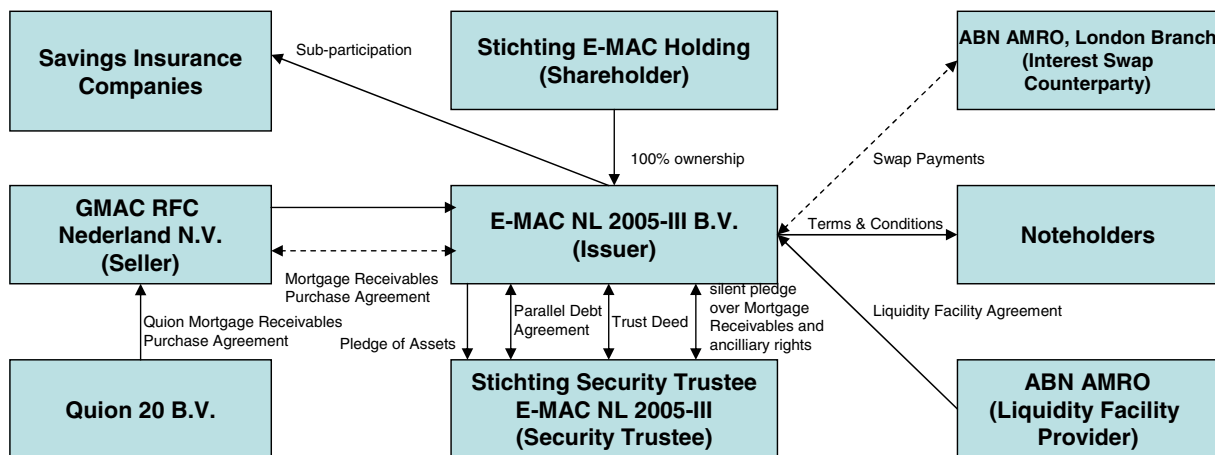 Savings Insurance
Companies
Sub-participation
Stichting E-MAC Holding
(Shareholder)
ABN AMRO, London Branch
(Interest Swap
Counterparty)
100% ownership
Swap Payments
GMAC RFC
Nederland N.V.
(Seller)
E-MAC NL 2005-III B.V.
(Issuer)
Terms & Conditions
Noteholders
Mortgage Receivables
Purchase Agreement
Quion Mortgage Receivables
Purchase Agreement
Pledge of Assets
Parallel Debt
Agreement
Trust Deed
silent pledge
over Mortgage
Receivables and
ancilliary rights
Liquidity Facility Agreement
Quion 20 B.V.
Stichting Security Trustee
E-MAC NL 2005-III
(Security Trustee)
ABN AMRO
(Liquidity Facility
Provider)